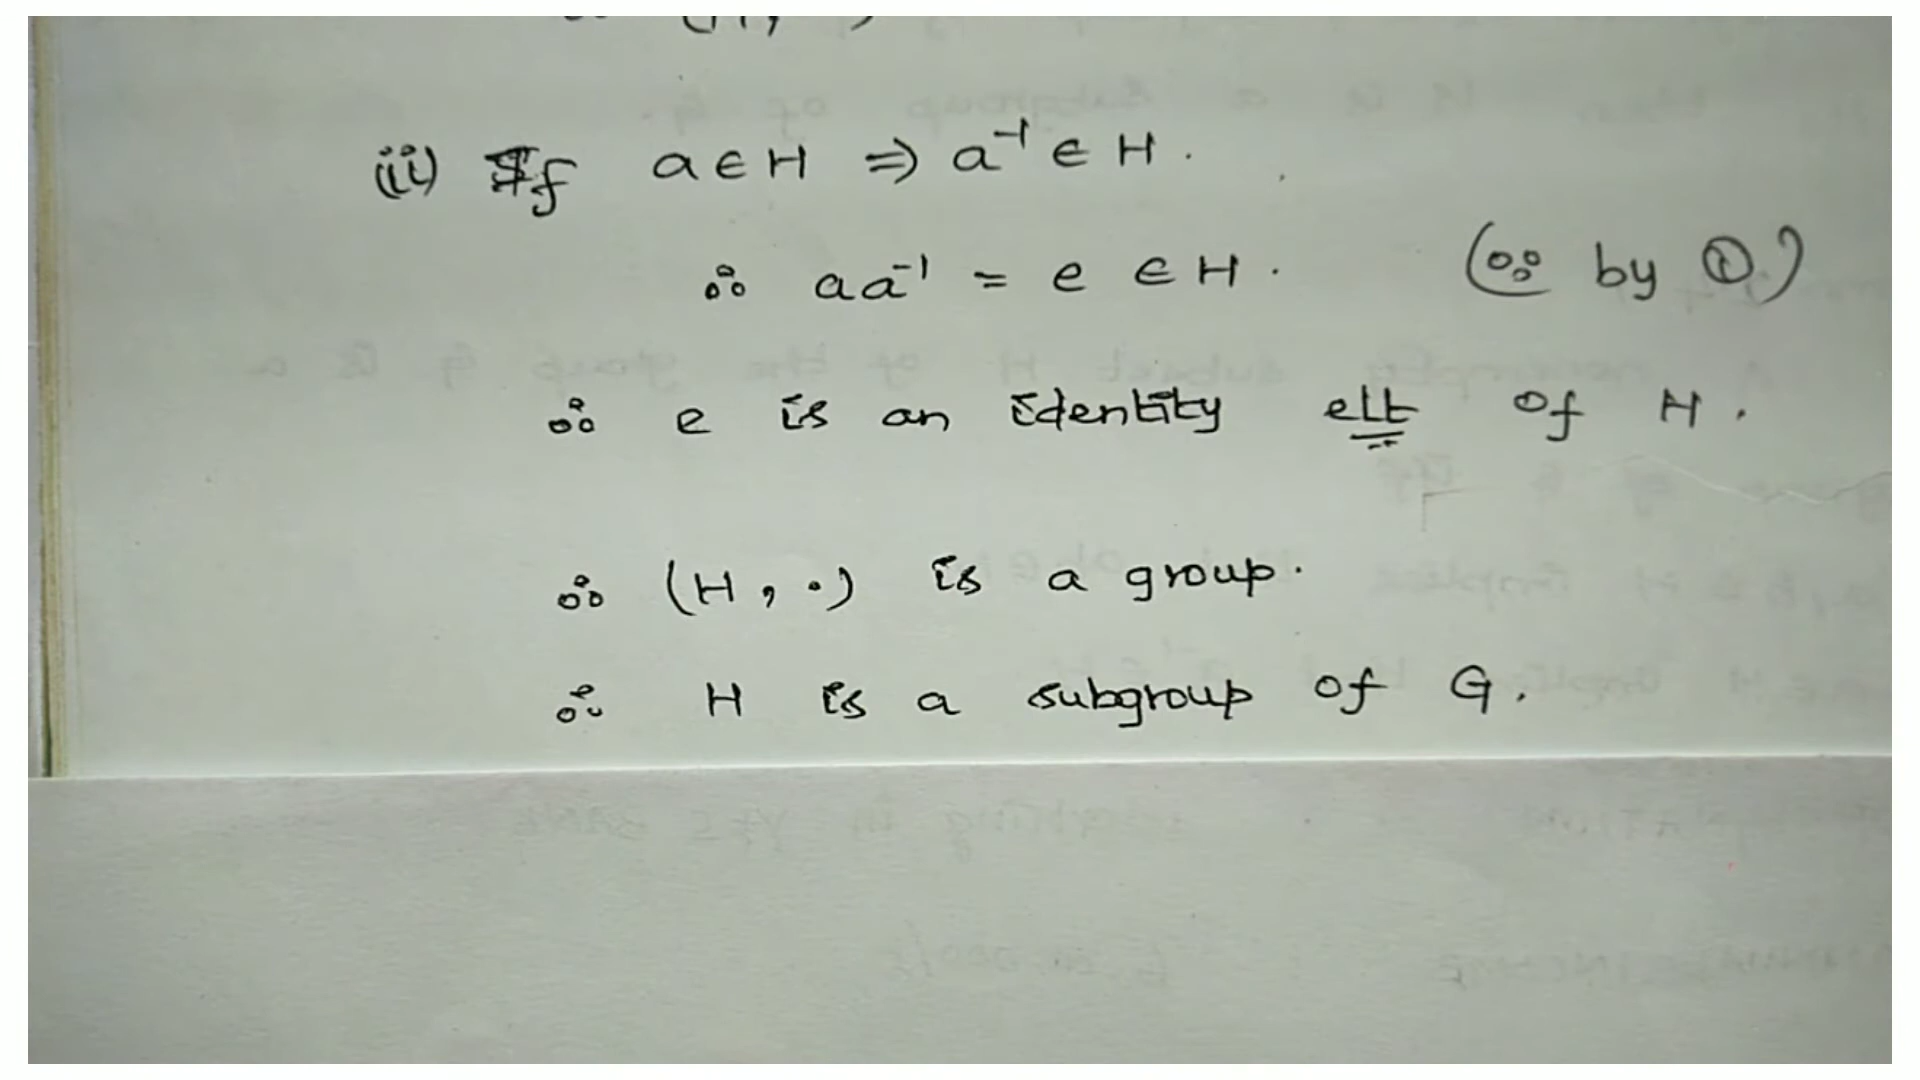 (ii) If a ∈ H ⇒ a⁻¹ ∈ H.
∴ aa⁻¹ = e ∈ H. (∵ by ①)
∴ e is an identity elt of H.
∴ (H, ·) is a group.
∴ H is a subgroup of G.